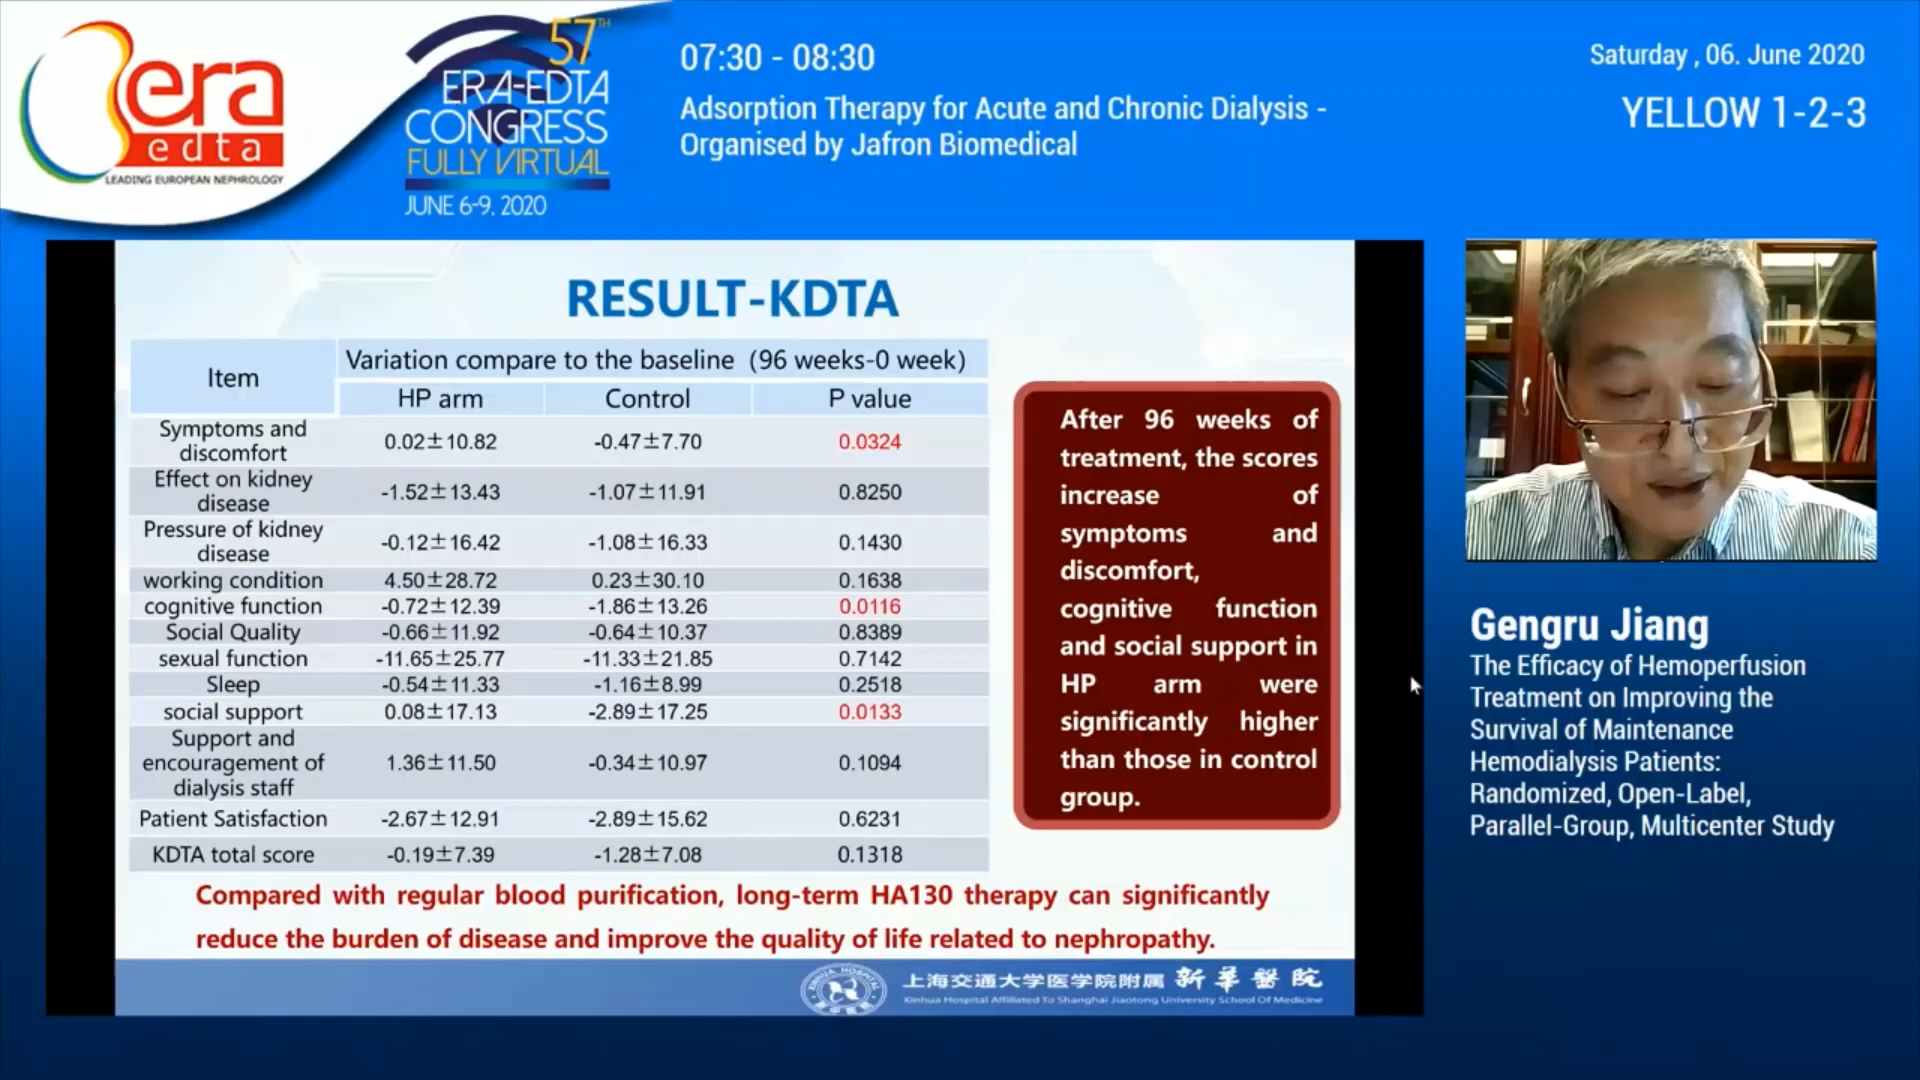 era
edta
LEADING EUROPEAN NEPHROLOGY
57TH
ERA-EDTA
CONGRESS
FULLY VIRTUAL
JUNE 6-9, 2020
07:30 - 08:30
Adsorption Therapy for Acute and Chronic Dialysis -
Organised by Jafron Biomedical
Saturday , 06. June 2020
YELLOW 1-2-3
RESULT-KDTA
Item Variation compare to the baseline (96 weeks-0 week)
HP arm Control P value
Symptoms and
discomfort 0.02±10.82 -0.47±7.70 0.0324
Effect on kidney
disease -1.52±13.43 -1.07±11.91 0.8250
Pressure of kidney
disease -0.12±16.42 -1.08±16.33 0.1430
working condition 4.50±28.72 0.23±30.10 0.1638
cognitive function -0.72±12.39 -1.86±13.26 0.0116
Social Quality -0.66±11.92 -0.64±10.37 0.8389
sexual function -11.65±25.77 -11.33±21.85 0.7142
Sleep -0.54±11.33 -1.16±8.99 0.2518
social support 0.08±17.13 -2.89±17.25 0.0133
Support and
encouragement of
dialysis staff 1.36±11.50 -0.34±10.97 0.1094
Patient Satisfaction -2.67±12.91 -2.89±15.62 0.6231
KDTA total score -0.19±7.39 -1.28±7.08 0.1318
After 96 weeks of
treatment, the scores
increase of
symptoms and
discomfort,
cognitive function
and social support in
HP arm were
significantly higher
than those in control
group.
Compared with regular blood purification, long-term HA130 therapy can significantly
reduce the burden of disease and improve the quality of life related to nephropathy.
XINHUA HOSPITAL
上海交通大学医学院附属 新華醫院
Xinhua Hospital Affiliated To Shanghai Jiaotong University School Of Medicine
Gengru Jiang
The Efficacy of Hemoperfusion
Treatment on Improving the
Survival of Maintenance
Hemodialysis Patients:
Randomized, Open-Label,
Parallel-Group, Multicenter Study